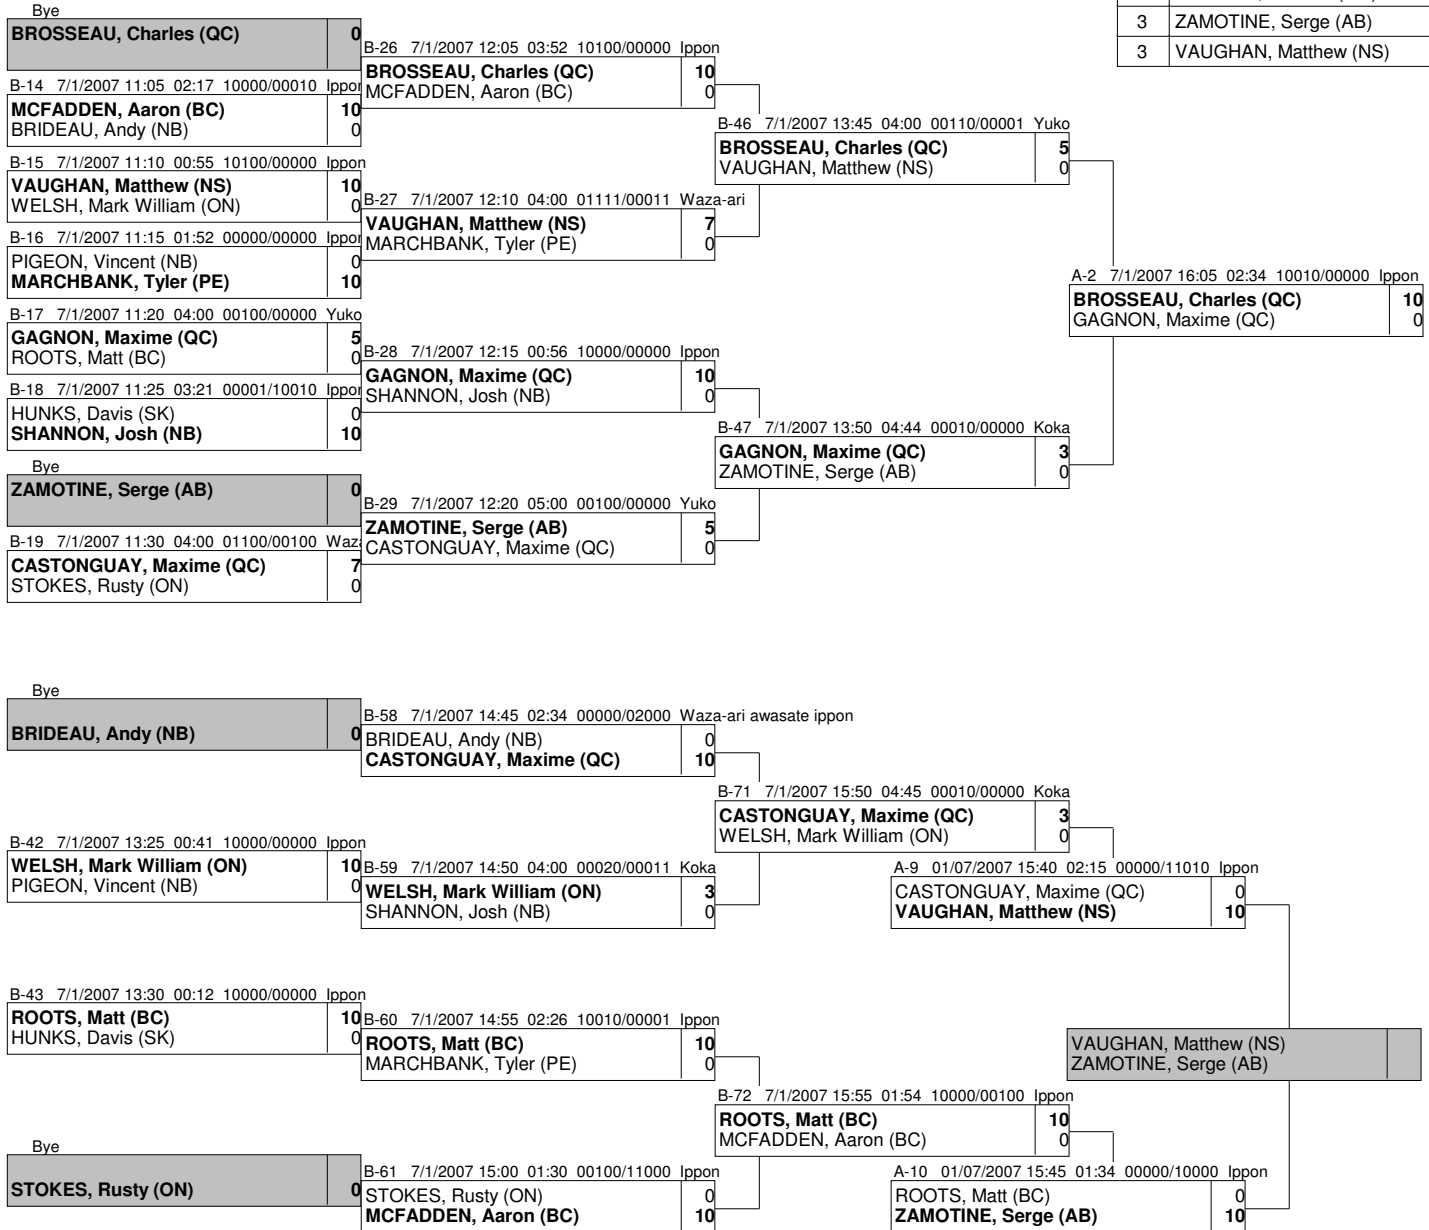 3 ZAMOTINE, Serge (AB)
3 VAUGHAN, Matthew (NS)
Bye
BROSSEAU, Charles (QC) 0
B-14 7/1/2007 11:05 02:17 10000/00010 Ippon
MCFADDEN, Aaron (BC) 10
BRIDEAU, Andy (NB) 0
B-15 7/1/2007 11:10 00:55 10100/00000 Ippon
VAUGHAN, Matthew (NS) 10
WELSH, Mark William (ON) 0
B-16 7/1/2007 11:15 01:52 00000/00000 Ippon
PIGEON, Vincent (NB) 0
MARCHBANK, Tyler (PE) 10
B-17 7/1/2007 11:20 04:00 00100/00000 Yuko
GAGNON, Maxime (QC) 5
ROOTS, Matt (BC) 0
B-18 7/1/2007 11:25 03:21 00001/10010 Ippon
HUNKS, Davis (SK) 0
SHANNON, Josh (NB) 10
Bye
ZAMOTINE, Serge (AB) 0
B-19 7/1/2007 11:30 04:00 01100/00100 Waza
CASTONGUAY, Maxime (QC) 7
STOKES, Rusty (ON) 0
B-26 7/1/2007 12:05 03:52 10100/00000 Ippon
BROSSEAU, Charles (QC) 10
MCFADDEN, Aaron (BC) 0
B-27 7/1/2007 12:10 04:00 01111/00011 Waza-ari
VAUGHAN, Matthew (NS) 7
MARCHBANK, Tyler (PE) 0
B-28 7/1/2007 12:15 00:56 10000/00000 Ippon
GAGNON, Maxime (QC) 10
SHANNON, Josh (NB) 0
B-29 7/1/2007 12:20 05:00 00100/00000 Yuko
ZAMOTINE, Serge (AB) 5
CASTONGUAY, Maxime (QC) 0
B-46 7/1/2007 13:45 04:00 00110/00001 Yuko
BROSSEAU, Charles (QC) 5
VAUGHAN, Matthew (NS) 0
B-47 7/1/2007 13:50 04:44 00010/00000 Koka
GAGNON, Maxime (QC) 3
ZAMOTINE, Serge (AB) 0
A-2 7/1/2007 16:05 02:34 10010/00000 Ippon
BROSSEAU, Charles (QC) 10
GAGNON, Maxime (QC) 0
Bye
BRIDEAU, Andy (NB) 0
B-42 7/1/2007 13:25 00:41 10000/00000 Ippon
WELSH, Mark William (ON) 10
PIGEON, Vincent (NB) 0
B-43 7/1/2007 13:30 00:12 10000/00000 Ippon
ROOTS, Matt (BC) 10
HUNKS, Davis (SK) 0
Bye
STOKES, Rusty (ON) 0
B-58 7/1/2007 14:45 02:34 00000/02000 Waza-ari awasate ippon
BRIDEAU, Andy (NB) 0
CASTONGUAY, Maxime (QC) 10
B-59 7/1/2007 14:50 04:00 00020/00011 Koka
WELSH, Mark William (ON) 3
SHANNON, Josh (NB) 0
B-60 7/1/2007 14:55 02:26 10010/00001 Ippon
ROOTS, Matt (BC) 10
MARCHBANK, Tyler (PE) 0
B-61 7/1/2007 15:00 01:30 00100/11000 Ippon
STOKES, Rusty (ON) 0
MCFADDEN, Aaron (BC) 10
B-71 7/1/2007 15:50 04:45 00010/00000 Koka
CASTONGUAY, Maxime (QC) 3
WELSH, Mark William (ON) 0
B-72 7/1/2007 15:55 01:54 10000/00100 Ippon
ROOTS, Matt (BC) 10
MCFADDEN, Aaron (BC) 0
A-9 01/07/2007 15:40 02:15 00000/11010 Ippon
CASTONGUAY, Maxime (QC) 0
VAUGHAN, Matthew (NS) 10
A-10 01/07/2007 15:45 01:34 00000/10000 Ippon
ROOTS, Matt (BC) 0
ZAMOTINE, Serge (AB) 10
VAUGHAN, Matthew (NS)
ZAMOTINE, Serge (AB)